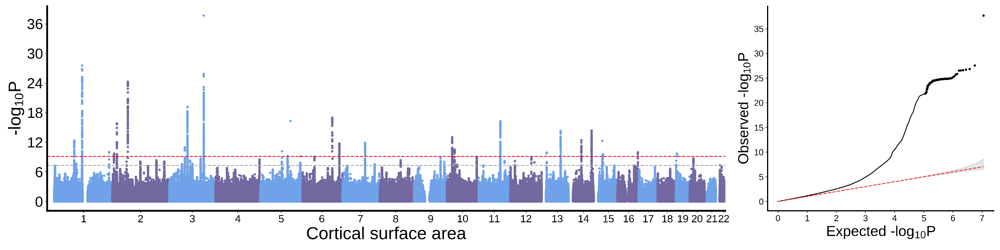 -log10P
36
30
24
18
12
6
0
1 2 3 4 5 6 7 8 9 10 11 12 13 14 15 16 17 18 19 20 21 22
Cortical surface area
Observed -log10P
35
30
25
20
15
10
5
0
0 1 2 3 4 5 6 7
Expected -log10P